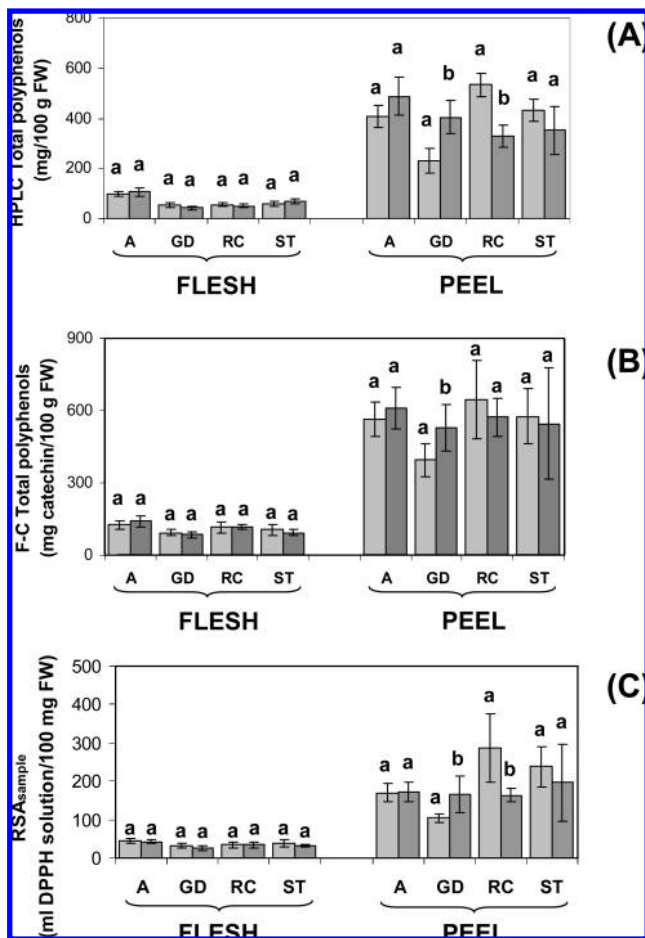 (A)
HPLC Total polyphenols
(mg/100 g FW)
800
600
400
200
0
a a a a a a a a
a a a b a b a a
A GD RC ST A GD RC ST
FLESH PEEL
(B)
F-C Total polyphenols
(mg catechin/100 g FW)
900
600
300
0
a a a a a a a a
a a a b a a a a
A GD RC ST A GD RC ST
FLESH PEEL
(C)
RSAsample
(ml DPPH solution/100 mg FW)
500
400
300
200
100
0
a a a a a a a a
a a a b a b a a
A GD RC ST A GD RC ST
FLESH PEEL